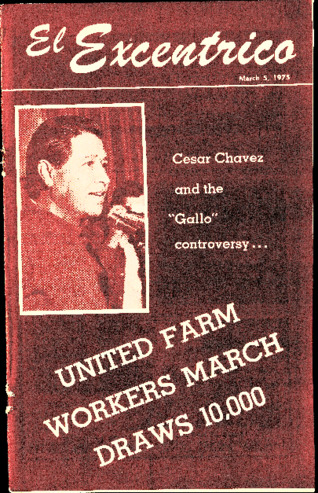 El Excentrico
March 5, 1975
Cesar Chavez
and the
"Gallo"
controversy...
UNITED FARM
WORKERS MARCH
DRAWS 10,000